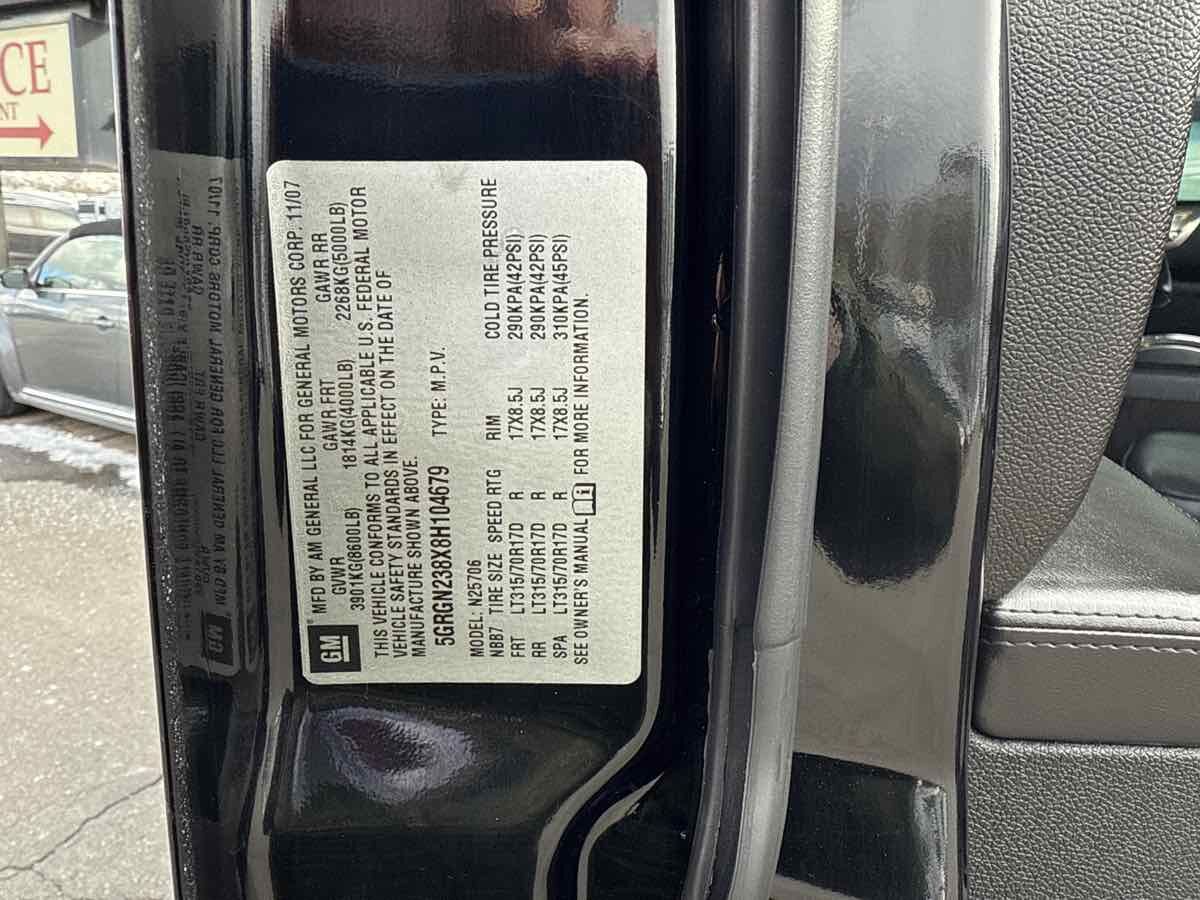 CE
NT
GM
MFD BY AM GENERAL LLC FOR GENERAL MOTORS CORP. 11/07
GVWR GAWR FRT GAWR RR
3901KG(8600LB) 1814KG(4000LB) 2268KG(5000LB)
THIS VEHICLE CONFORMS TO ALL APPLICABLE U.S. FEDERAL MOTOR
VEHICLE SAFETY STANDARDS IN EFFECT ON THE DATE OF
MANUFACTURE SHOWN ABOVE.
5GRGN238X8H104679 TYPE: M.P.V.
MODEL: N25706
NBB7 TIRE SIZE SPEED RTG RIM COLD TIRE PRESSURE
FRT LT315/70R17D R 17X8.5J 290KPA(42PSI)
RR LT315/70R17D R 17X8.5J 290KPA(42PSI)
SPA LT315/70R17D R 17X8.5J 310KPA(45PSI)
SEE OWNER'S MANUAL FOR MORE INFORMATION.